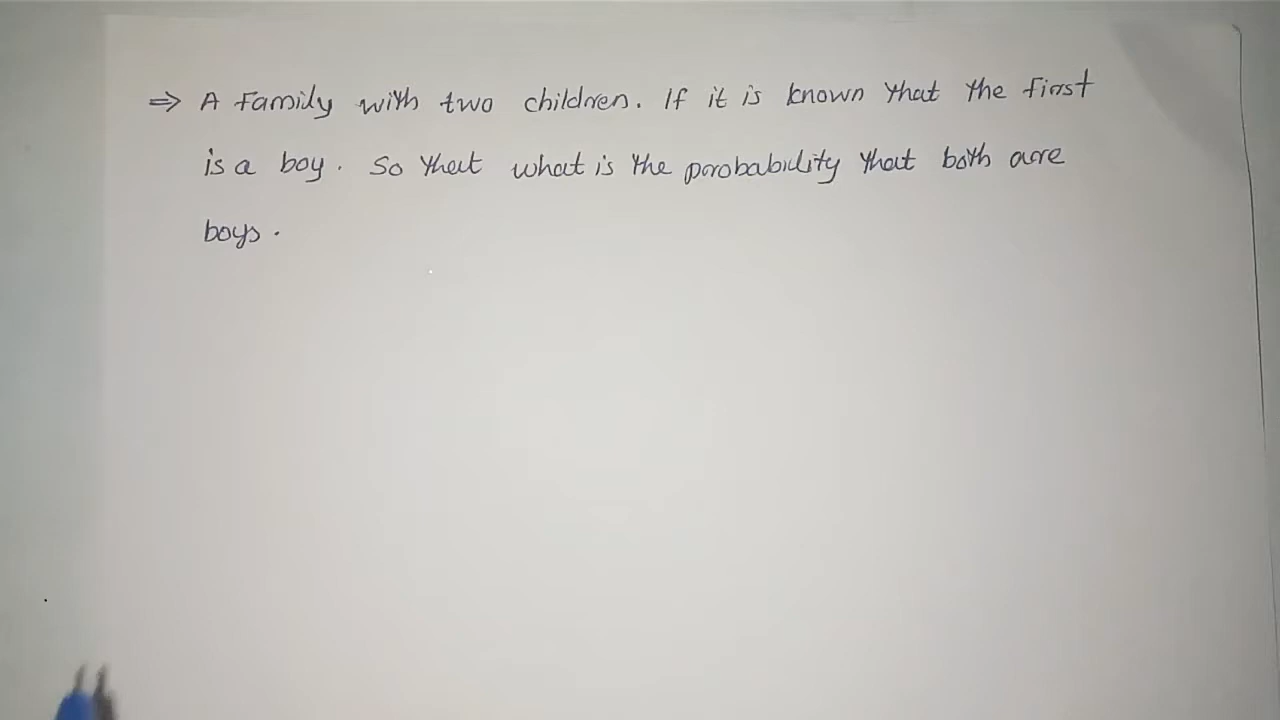 ⇒ A family with two children. If it is known that the first
is a boy. So that what is the probability that both are
boys.